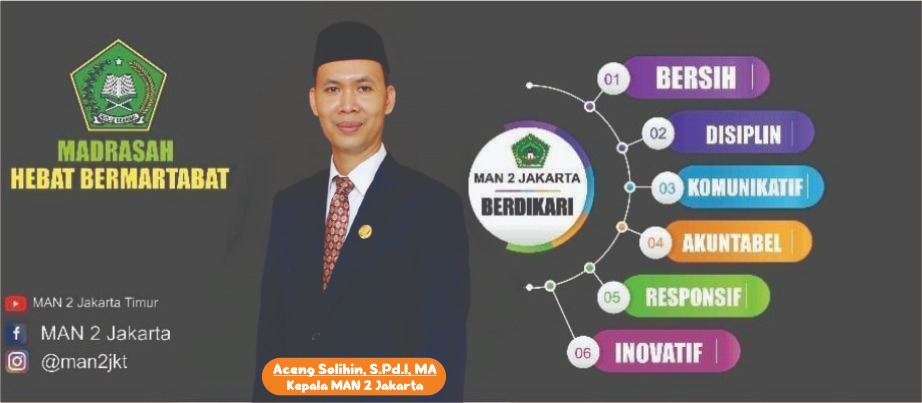 MADRASAH
HEBAT BERMARTABAT
MAN 2 Jakarta Timur
MAN 2 Jakarta
@man2jkt
Aceng Solihin, S.Pd.I, MA
Kepala MAN 2 Jakarta
MAN 2 JAKARTA
BERDIKARI
01 BERSIH
02 DISIPLIN
03 KOMUNIKATIF
04 AKUNTABEL
05 RESPONSIF
06 INOVATIF